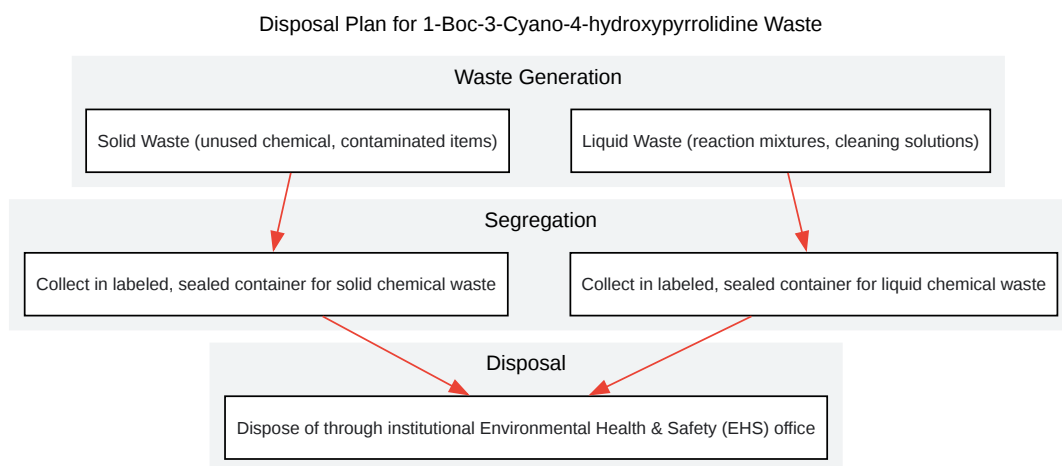 Disposal Plan for 1-Boc-3-Cyano-4-hydroxypyrrolidine Waste
Waste Generation
Solid Waste (unused chemical, contaminated items)
Liquid Waste (reaction mixtures, cleaning solutions)
Segregation
Collect in labeled, sealed container for solid chemical waste
Collect in labeled, sealed container for liquid chemical waste
Disposal
Dispose of through institutional Environmental Health & Safety (EHS) office